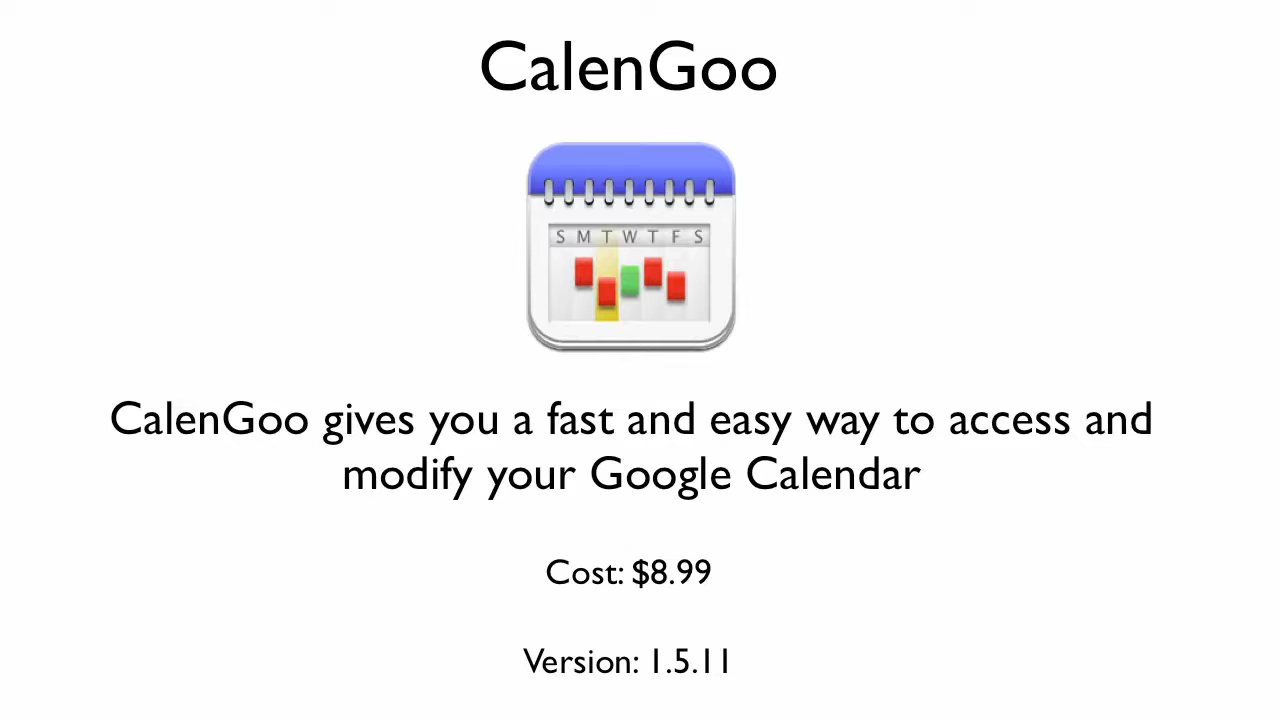 CalenGoo
S M T W T F S
CalenGoo gives you a fast and easy way to access and
modify your Google Calendar
Cost: $8.99
Version: 1.5.11